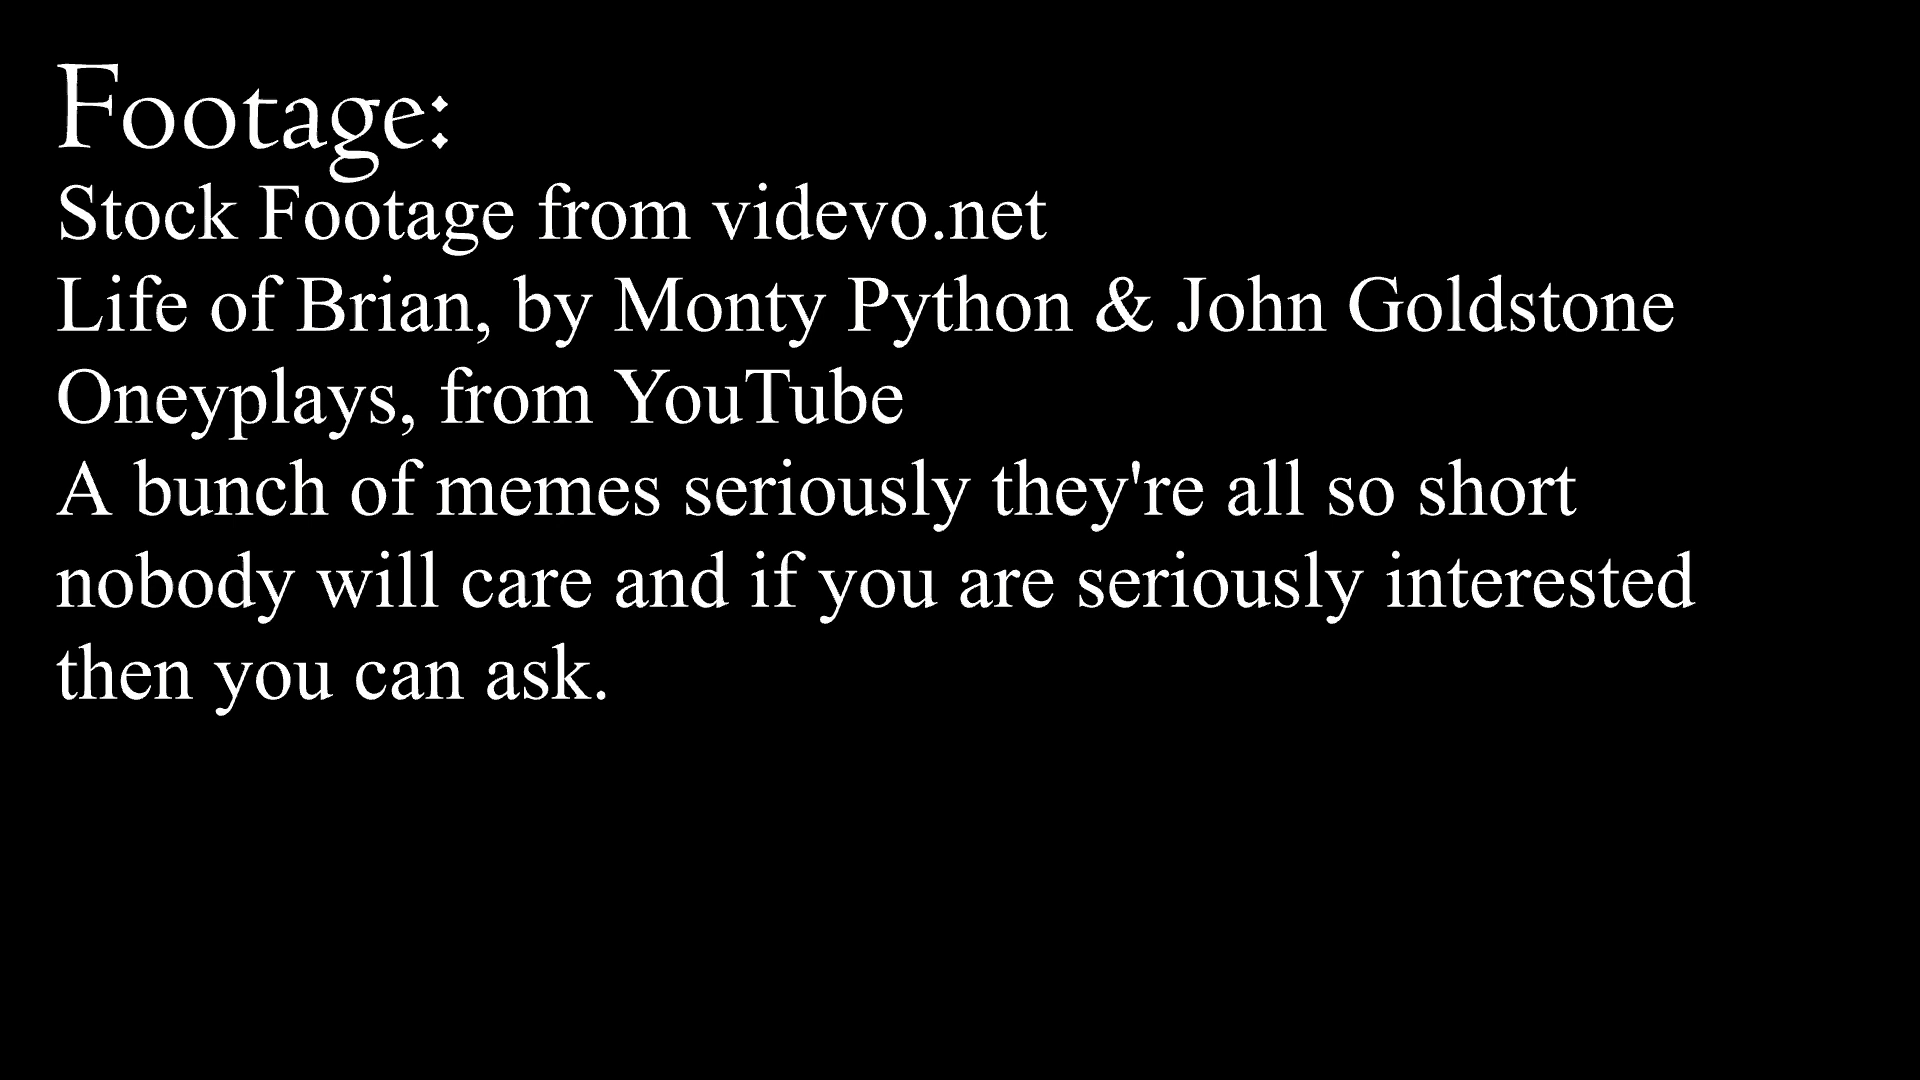 Footage:
Stock Footage from videvo.net
Life of Brian, by Monty Python & John Goldstone
Oneyplays, from YouTube
A bunch of memes seriously they're all so short
nobody will care and if you are seriously interested
then you can ask.